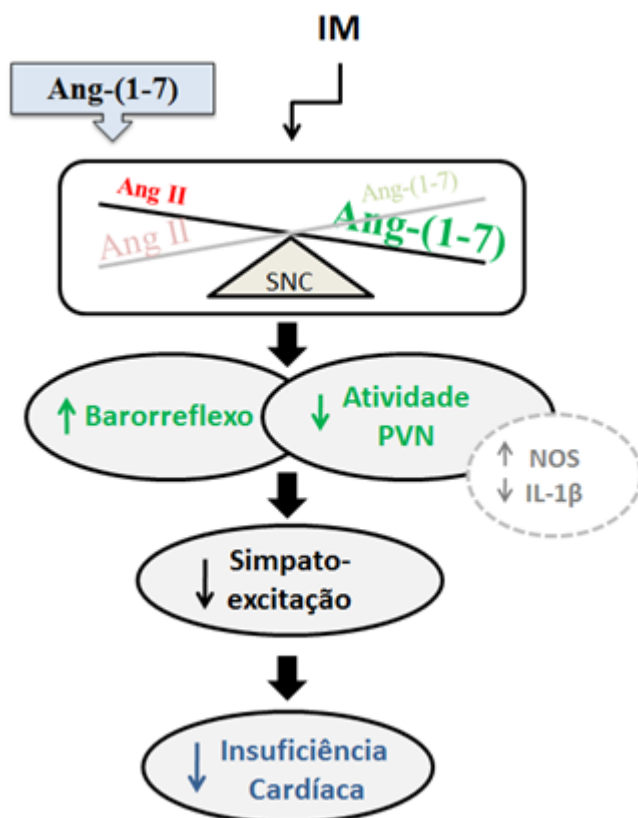 IM
Ang-(1-7)
Ang II
Ang-(1-7)
Ang II
Ang-(1-7)
SNC
↑ Barorreflexo
↓ Atividade
PVN
↑ NOS
↓ IL-1β
↓ Simpato-
excitação
↓ Insuficiência
Cardíaca